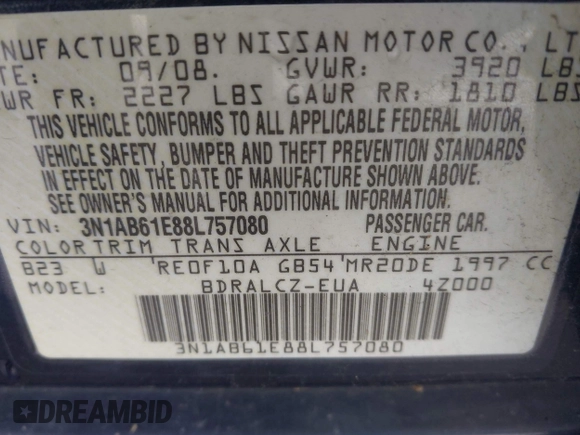 NUFACTURED BY NISSAN MOTOR CO., LT
TE: 09/08. GVWR: 3920 LBS
WR FR: 2227 LBS GAWR RR: 1810 LBS
THIS VEHICLE CONFORMS TO ALL APPLICABLE FEDERAL MOTOR,
VEHICLE SAFETY, BUMPER AND THEFT PREVENTION STANDARDS
IN EFFECT ON THE DATE OF MANUFACTURE SHOWN ABOVE.
SEE OWNER'S MANUAL FOR ADDITIONAL INFORMATION.
VIN: 3N1AB61E88L757080 PASSENGER CAR.
COLOR TRIM TRANS AXLE ENGINE
B23 W 'RE0F10A GB54'MR20DE 1997 CC
MODEL: BDRALCZ-EUA 4Z000
3N1AB61E88L757080
DREAMBID